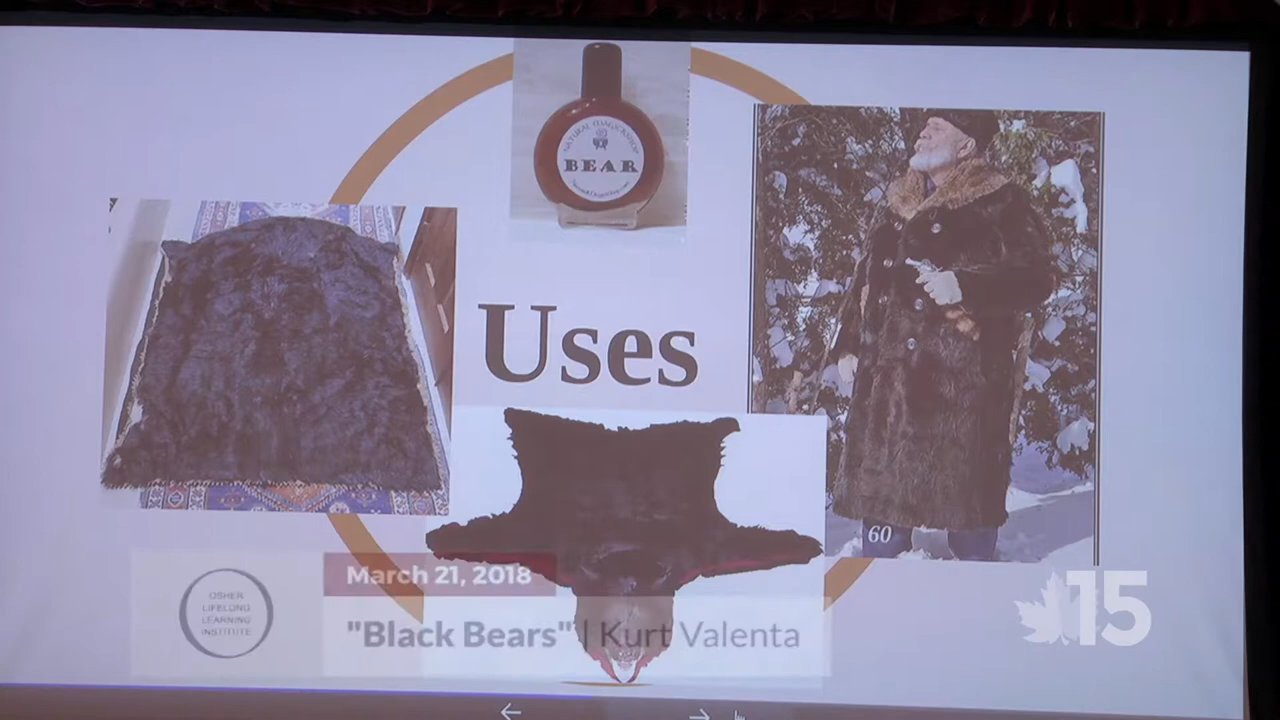 BEAR
Uses
60
March 21, 2018
"Black Bears" | Kurt Valenta
OSHER
LIFELONG
LEARNING
INSTITUTE
15